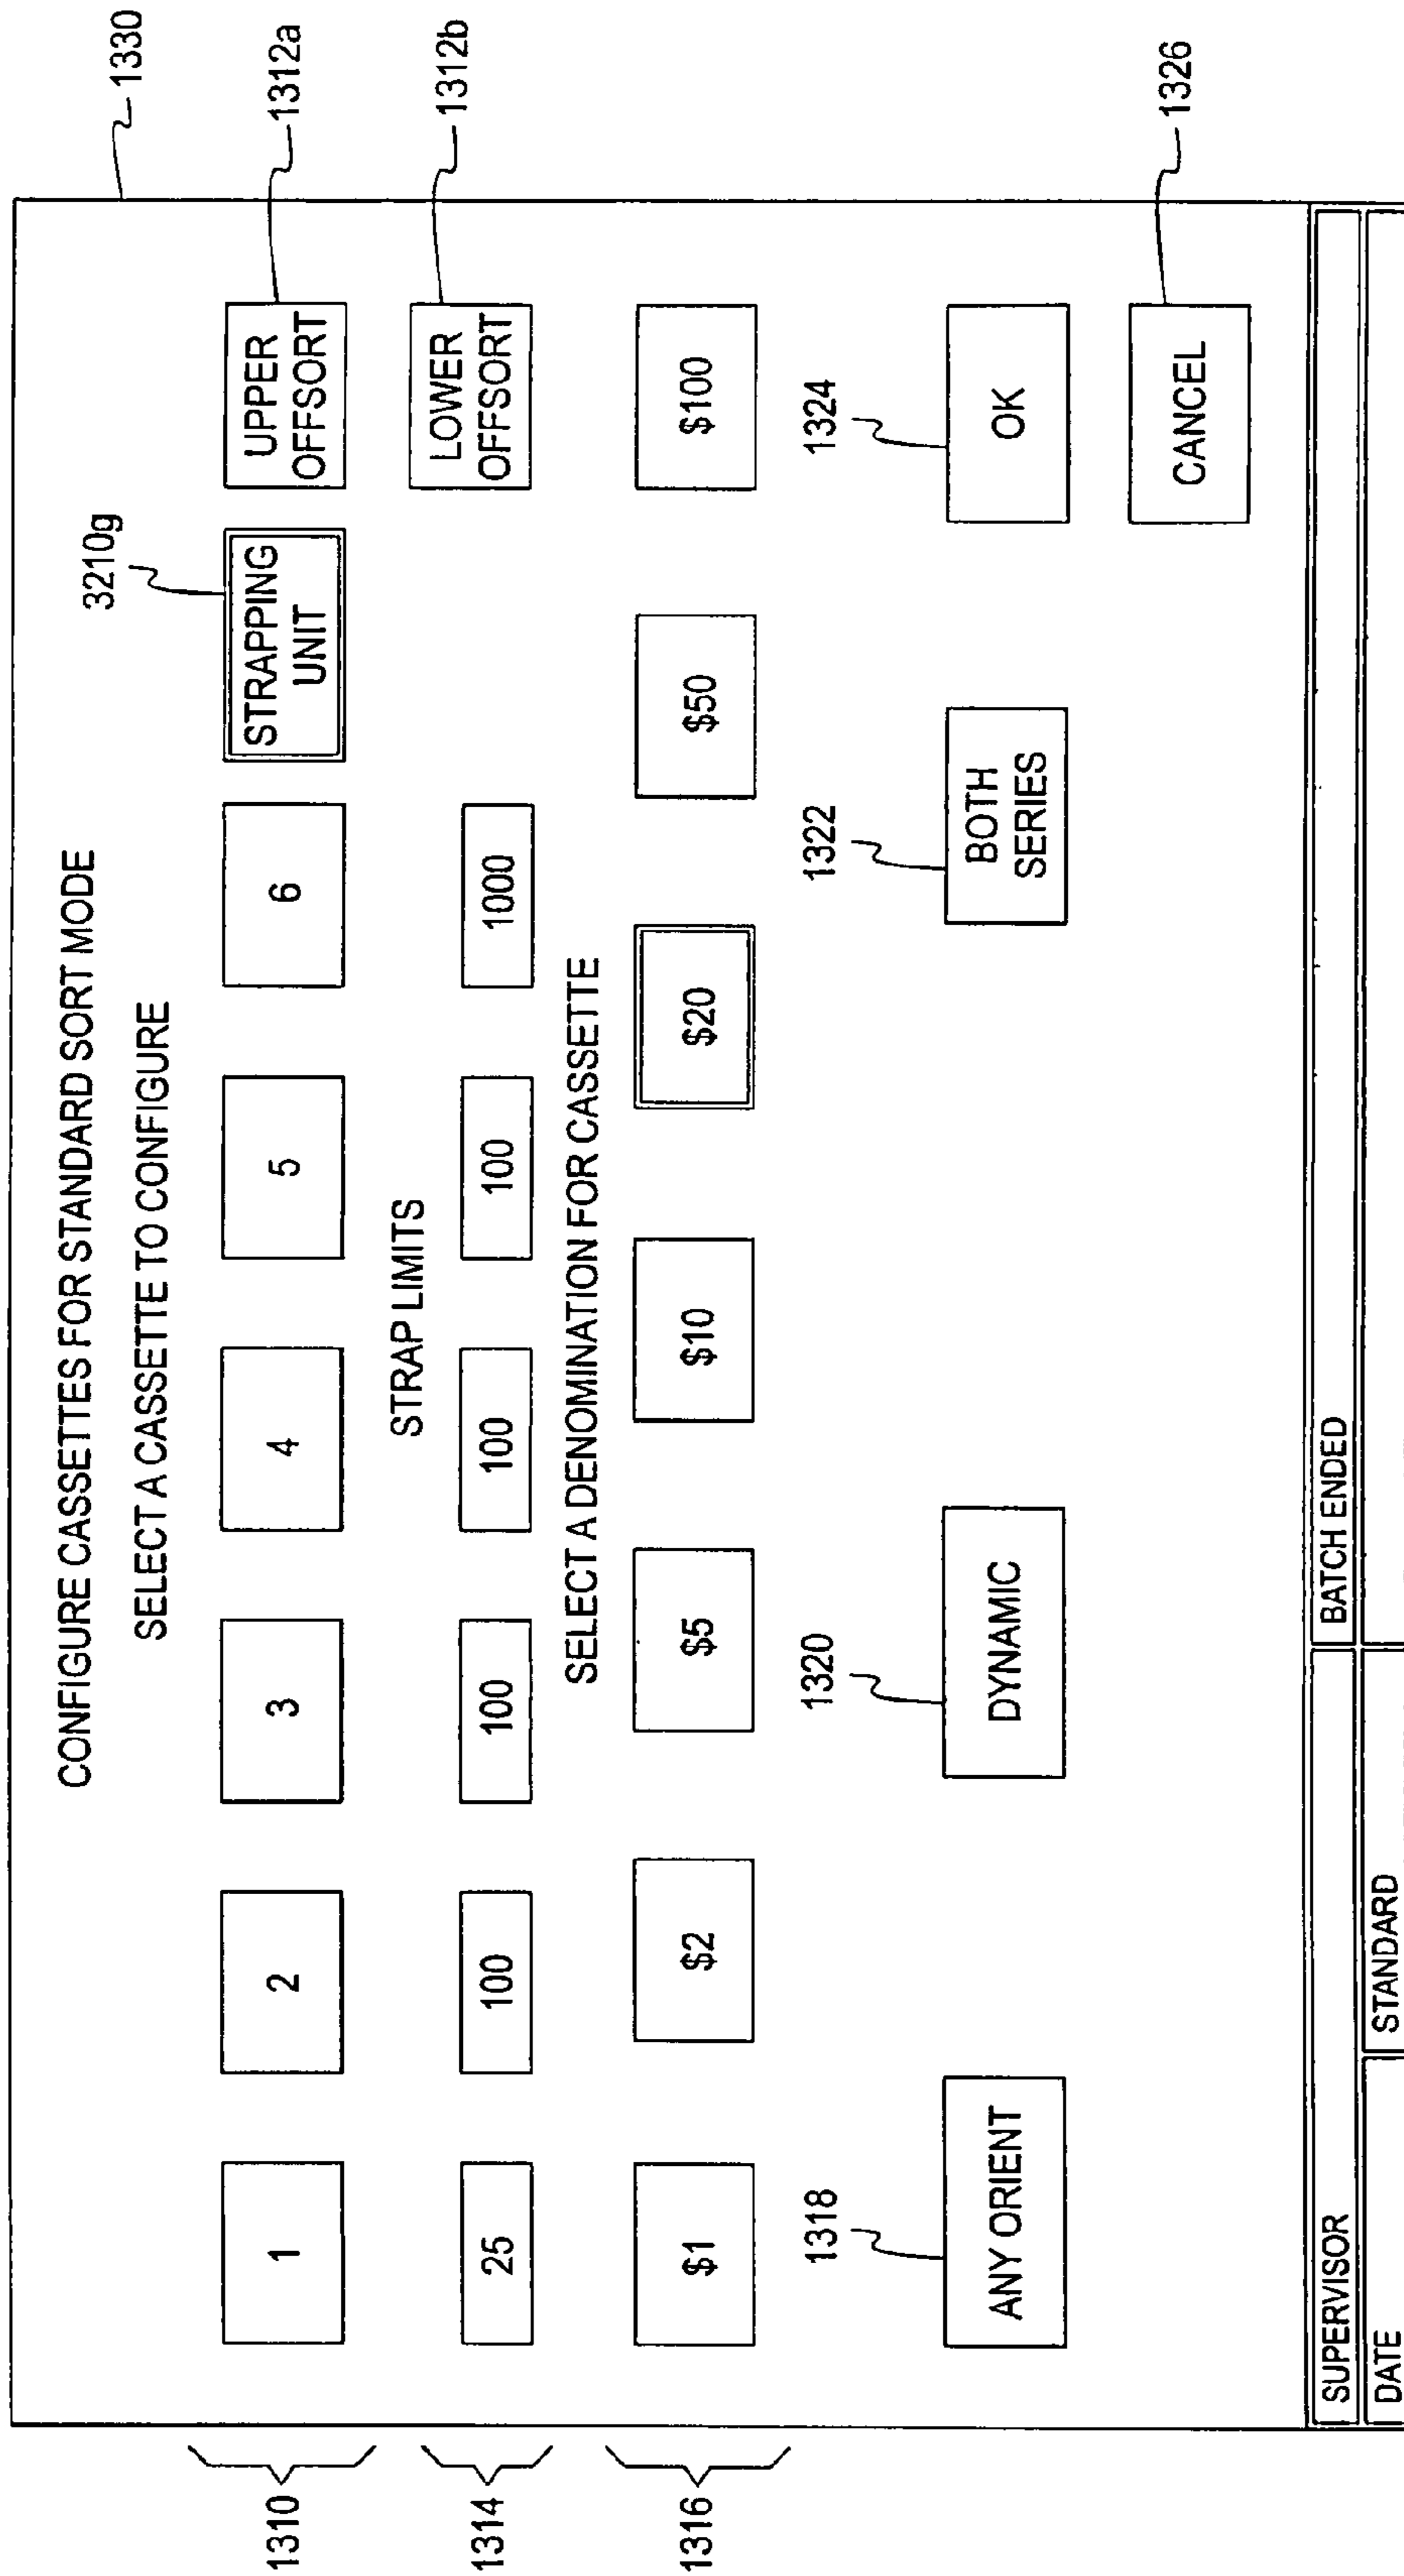 1330
CONFIGURE CASSETTES FOR STANDARD SORT MODE
3210g
SELECT A CASSETTE TO CONFIGURE
1310
1
2
3
4
5
6
STRAPPING
UNIT
UPPER
OFFSORT
1312a
STRAP LIMITS
1314
25
100
100
100
100
1000
LOWER
OFFSORT
1312b
SELECT A DENOMINATION FOR CASSETTE
1316
$1
$2
$5
$10
$20
$50
$100
1318
1320
1322
1324
ANY ORIENT
DYNAMIC
BOTH
SERIES
OK
CANCEL
1326
SUPERVISOR
BATCH ENDED
DATE
STANDARD